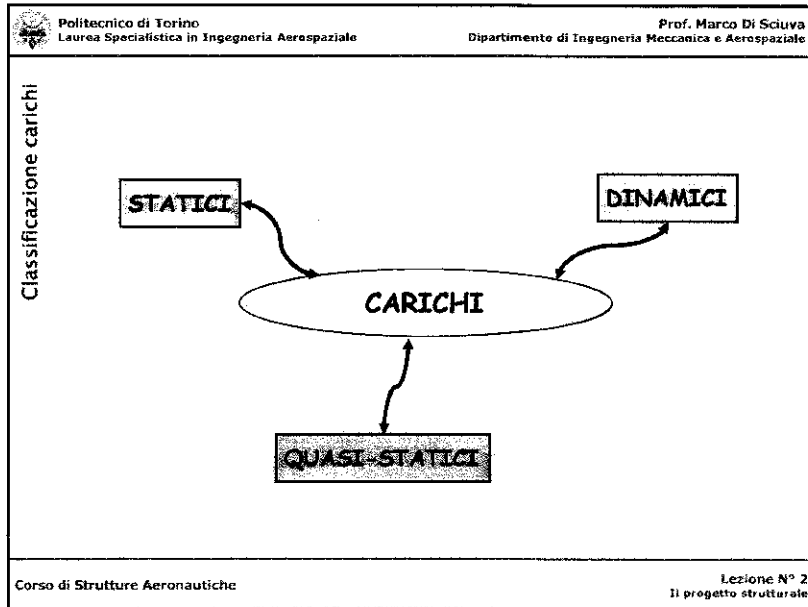 Politecnico di Torino
Laurea Specialistica in Ingegneria Aerospaziale
Prof. Marco Di Sciuva
Dipartimento di Ingegneria Meccanica e Aerospaziale
Classificazione carichi
STATICI
DINAMICI
CARICHI
QUASI-STATICI
Corso di Strutture Aeronautiche
Lezione N° 2
Il progetto strutturale